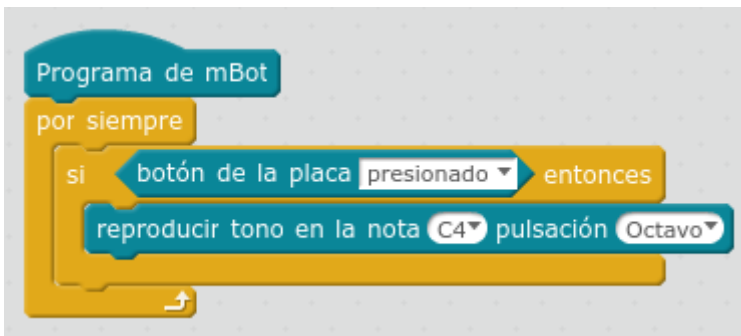 Programa de mBot
por siempre
si botón de la placa presionado entonces
reproducir tono en la nota C4 pulsación Octavo